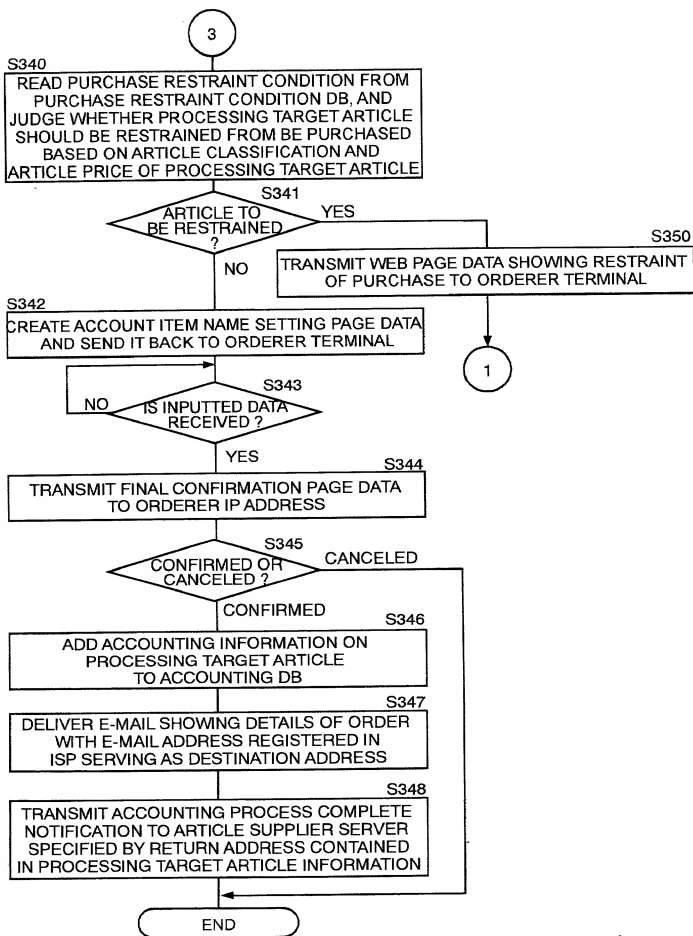 3
S340
READ PURCHASE RESTRAINT CONDITION FROM
PURCHASE RESTRAINT CONDITION DB, AND
JUDGE WHETHER PROCESSING TARGET ARTICLE
SHOULD BE RESTRAINED FROM BE PURCHASED
BASED ON ARTICLE CLASSIFICATION AND
ARTICLE PRICE OF PROCESSING TARGET ARTICLE
S341
ARTICLE TO
BE RESTRAINED
?
YES
NO
S350
TRANSMIT WEB PAGE DATA SHOWING RESTRAINT
OF PURCHASE TO ORDERER TERMINAL
1
S342
CREATE ACCOUNT ITEM NAME SETTING PAGE DATA
AND SEND IT BACK TO ORDERER TERMINAL
S343
IS INPUTTED DATA
RECEIVED ?
NO
YES
S344
TRANSMIT FINAL CONFIRMATION PAGE DATA
TO ORDERER IP ADDRESS
S345
CONFIRMED OR
CANCELED ?
CANCELED
CONFIRMED
S346
ADD ACCOUNTING INFORMATION ON
PROCESSING TARGET ARTICLE
TO ACCOUNTING DB
S347
DELIVER E-MAIL SHOWING DETAILS OF ORDER
WITH E-MAIL ADDRESS REGISTERED IN
ISP SERVING AS DESTINATION ADDRESS
S348
TRANSMIT ACCOUNTING PROCESS COMPLETE
NOTIFICATION TO ARTICLE SUPPLIER SERVER
SPECIFIED BY RETURN ADDRESS CONTAINED
IN PROCESSING TARGET ARTICLE INFORMATION
END